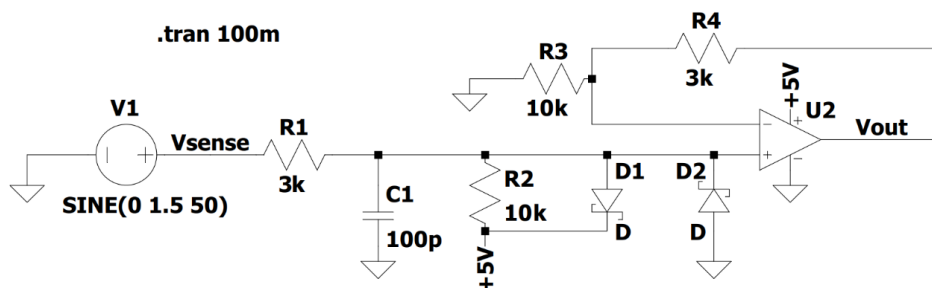 .tran 100m
R3
10k
R4
3k
+5V
U2
V1
Vsense
R1
3k
Vout
SINE(0 1.5 50)
C1
100p
R2
10k
+5V
D1
D
D2
D